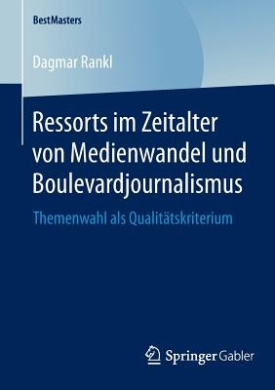 BestMasters
Dagmar Rankl
Ressorts im Zeitalter
von Medienwandel und
Boulevardjournalismus
Themenwahl als Qualitätskriterium
Springer Gabler